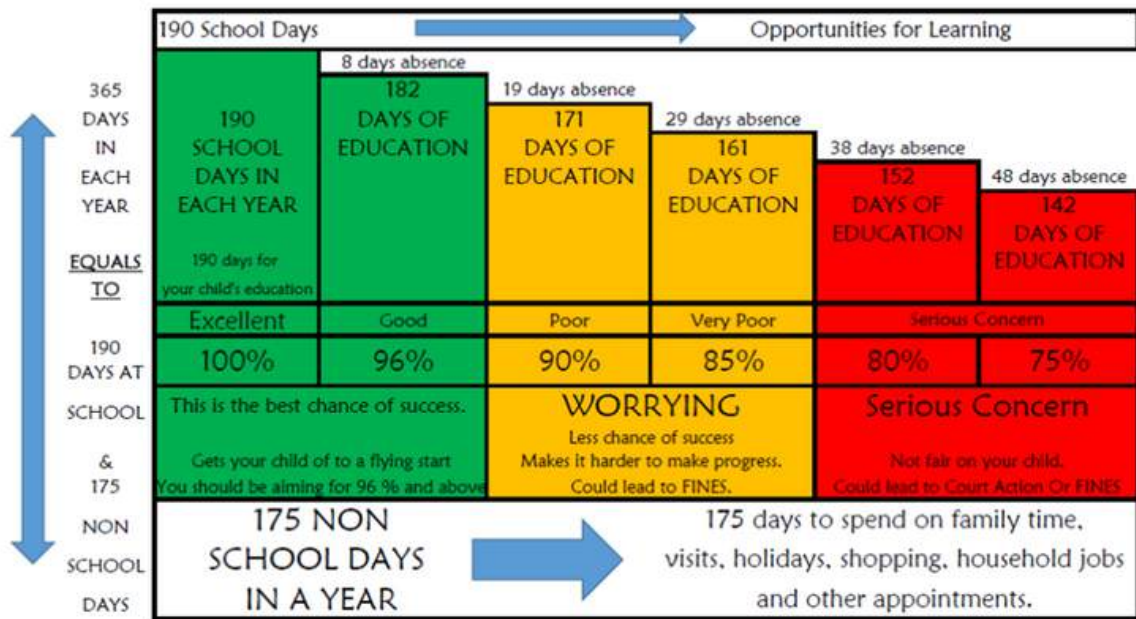 190 School Days
Opportunities for Learning
365
DAYS
IN
EACH
YEAR
EQUALS
TO
190
DAYS AT
SCHOOL
&
175
NON
SCHOOL
DAYS
190
SCHOOL
DAYS IN
EACH YEAR
190 days for
your child's education
8 days absence
182
DAYS OF
EDUCATION
19 days absence
171
DAYS OF
EDUCATION
29 days absence
161
DAYS OF
EDUCATION
38 days absence
152
DAYS OF
EDUCATION
48 days absence
142
DAYS OF
EDUCATION
Excellent
Good
Poor
Very Poor
Serious Concern
100%
96%
90%
85%
80%
75%
This is the best chance of success.
Gets your child of to a flying start
You should be aiming for 96 % and above
WORRYING
Less chance of success
Makes it harder to make progress.
Could lead to FINES.
Serious Concern
Not fair on your child.
Could lead to Court Action Or FINES
175 NON
SCHOOL DAYS
IN A YEAR
175 days to spend on family time,
visits, holidays, shopping, household jobs
and other appointments.